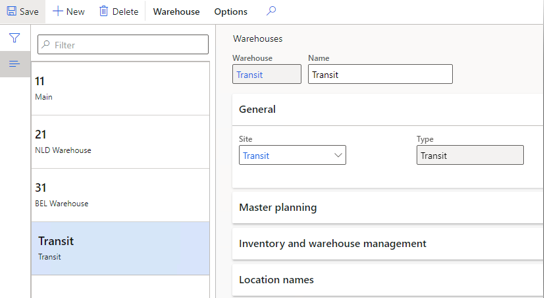 Save New Delete Warehouse Options
Filter
11
Main
21
NLD Warehouse
31
BEL Warehouse
Transit
Transit
Warehouses
Warehouse Name
Transit Transit
General
Site Type
Transit Transit
Master planning
Inventory and warehouse management
Location names